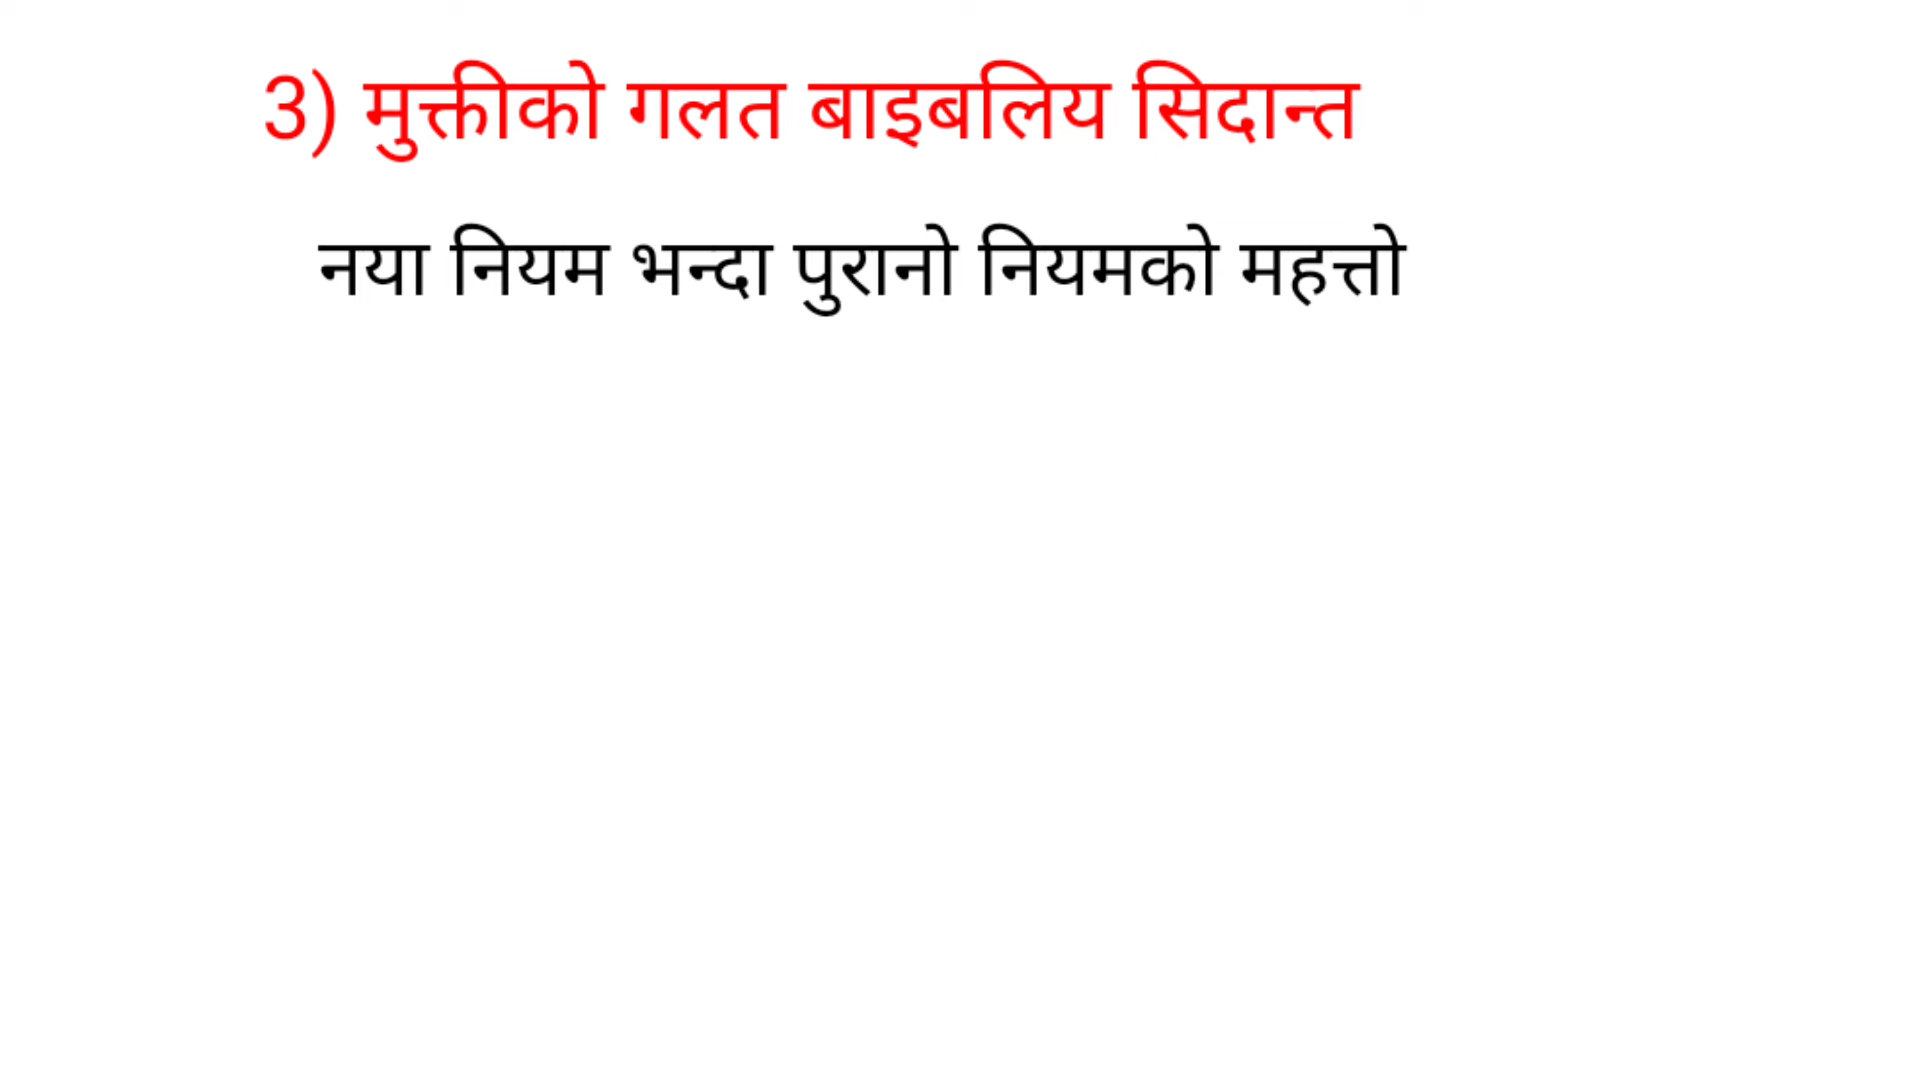 3) मुक्तीको गलत बाइबलिय सिदान्त
नया नियम भन्दा पुरानो नियमको महत्तो